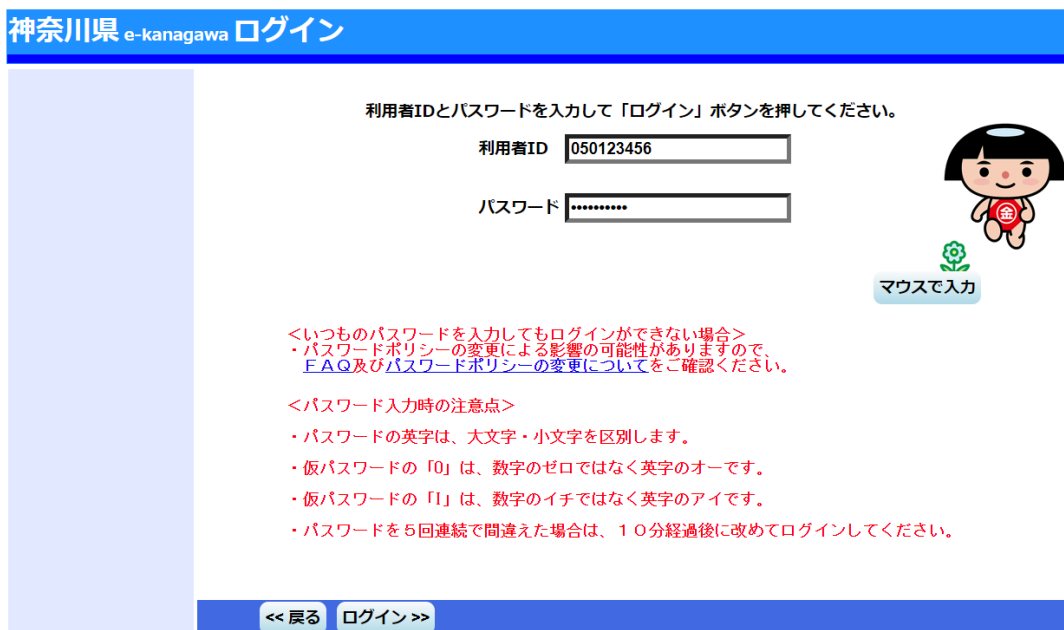 神奈川県 e-kanagawa ログイン
利用者IDとパスワードを入力して「ログイン」ボタンを押してください。
利用者ID 050123456
パスワード ••••••••••
金
マウスで入力
＜いつものパスワードを入力してもログインができない場合＞
・パスワードポリシーの変更による影響の可能性がありますので、
ＦＡＱ及びパスワードポリシーの変更についてをご確認ください。
＜パスワード入力時の注意点＞
・パスワードの英字は、大文字・小文字を区別します。
・仮パスワードの「O」は、数字のゼロではなく英字のオーです。
・仮パスワードの「I」は、数字のイチではなく英字のアイです。
・パスワードを５回連続で間違えた場合は、１０分経過後に改めてログインしてください。
<< 戻る ログイン >>